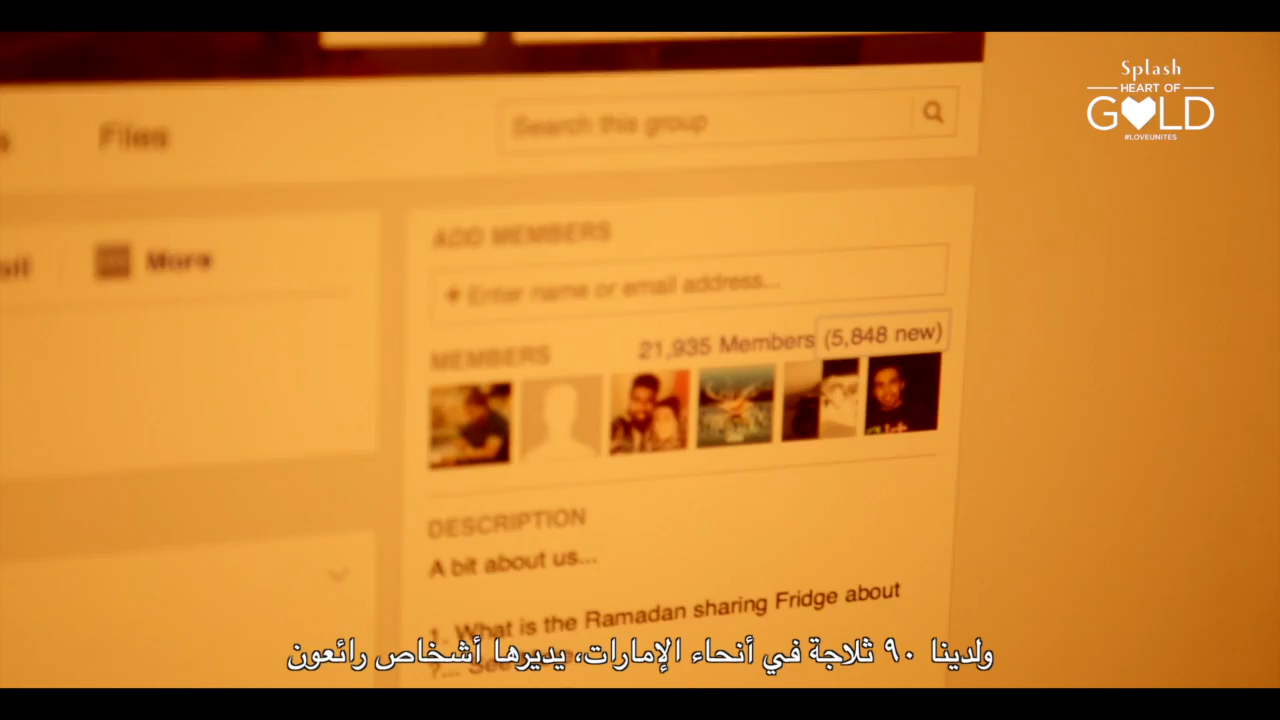 Splash
HEART OF
GOLD
#LOVEUNITES
Files
Search this group
More
ADD MEMBERS
+ Enter name or email address...
MEMBERS
21,935 Members (5,848 new)
DESCRIPTION
A bit about us...
1. What is the Ramadan sharing Fridge about
ولدينا ٩٠ ثلاجة في أنحاء الإمارات، يديرها أشخاص رائعون